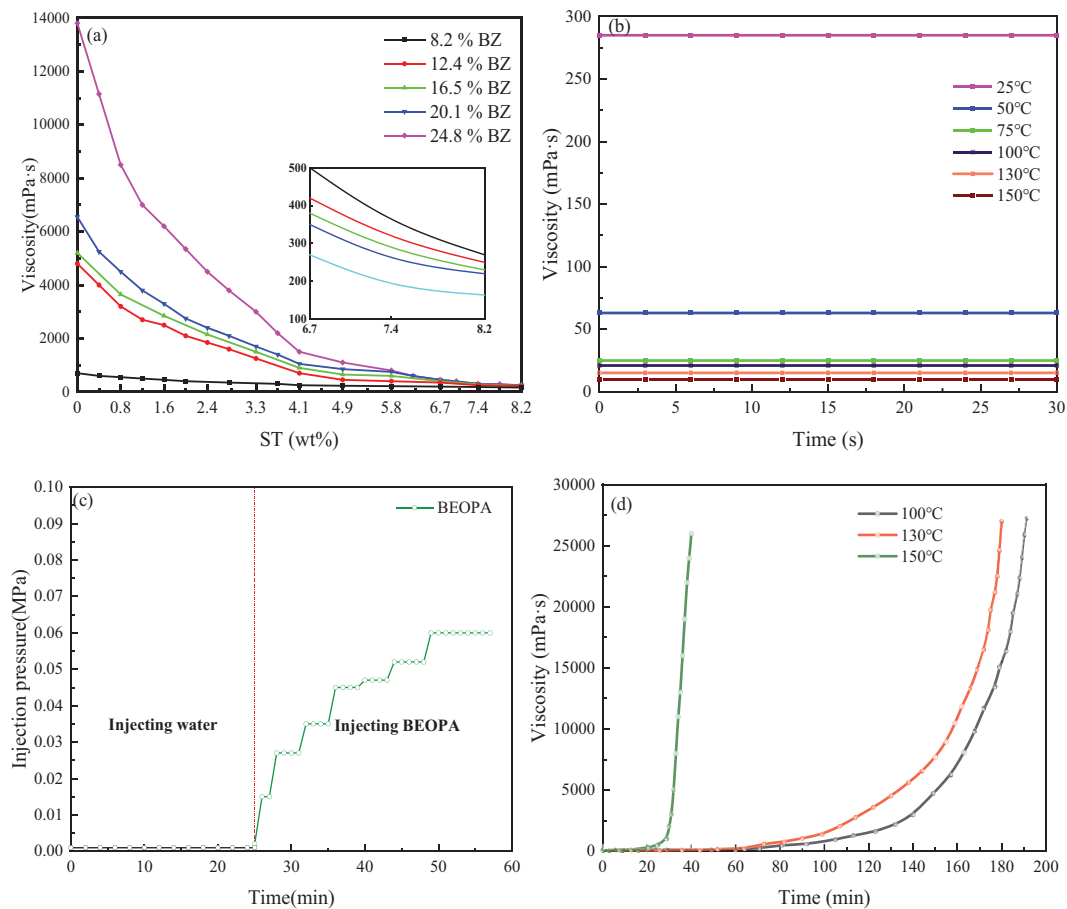 (a)
14000
12000
10000
8000
6000
4000
2000
0
Viscosity(mPa·s)
8.2 % BZ
12.4 % BZ
16.5 % BZ
20.1 % BZ
24.8 % BZ
500
400
300
200
100
6.7 7.4 8.2
0 0.8 1.6 2.4 3.3 4.1 4.9 5.8 6.7 7.4 8.2
ST (wt%)
(b)
300
250
200
150
100
50
0
Viscosity (mPa·s)
25℃
50℃
75℃
100℃
130℃
150℃
0 5 10 15 20 25 30
Time (s)
(c)
0.10
0.09
0.08
0.07
0.06
0.05
0.04
0.03
0.02
0.01
0.00
Injection pressure(MPa)
BEOPA
Injecting water
Injecting BEOPA
0 10 20 30 40 50 60
Time(min)
(d)
30000
25000
20000
15000
10000
5000
0
Viscosity (mPa·s)
100℃
130℃
150℃
0 20 40 60 80 100 120 140 160 180 200
Time (min)